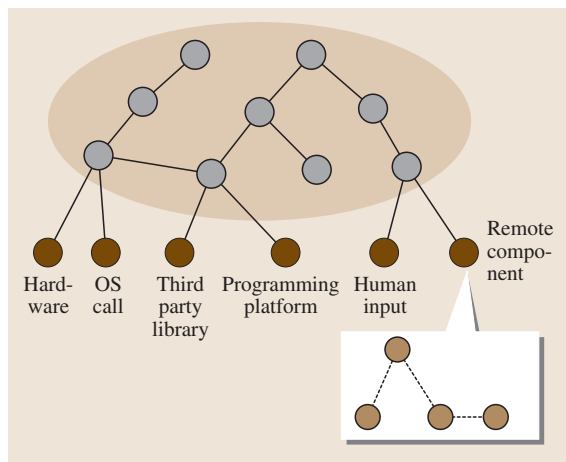 Hard-
ware
OS
call
Third
party
library
Programming
platform
Human
input
Remote
compo-
nent